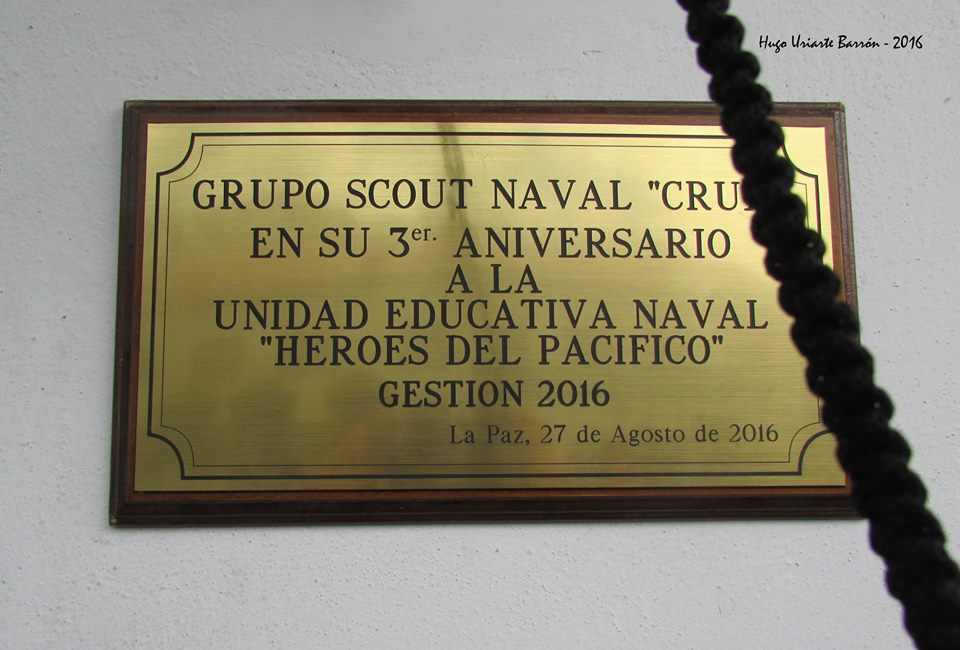 Hugo Uriarte Barrón - 2016
GRUPO SCOUT NAVAL
EN SU 3er. ANIVERSARIO
A LA
UNIDAD EDUCATIVA NAVAL
"HEROES DEL PACIFICO"
GESTION 2016
La Paz, 27 de Agosto de 2016